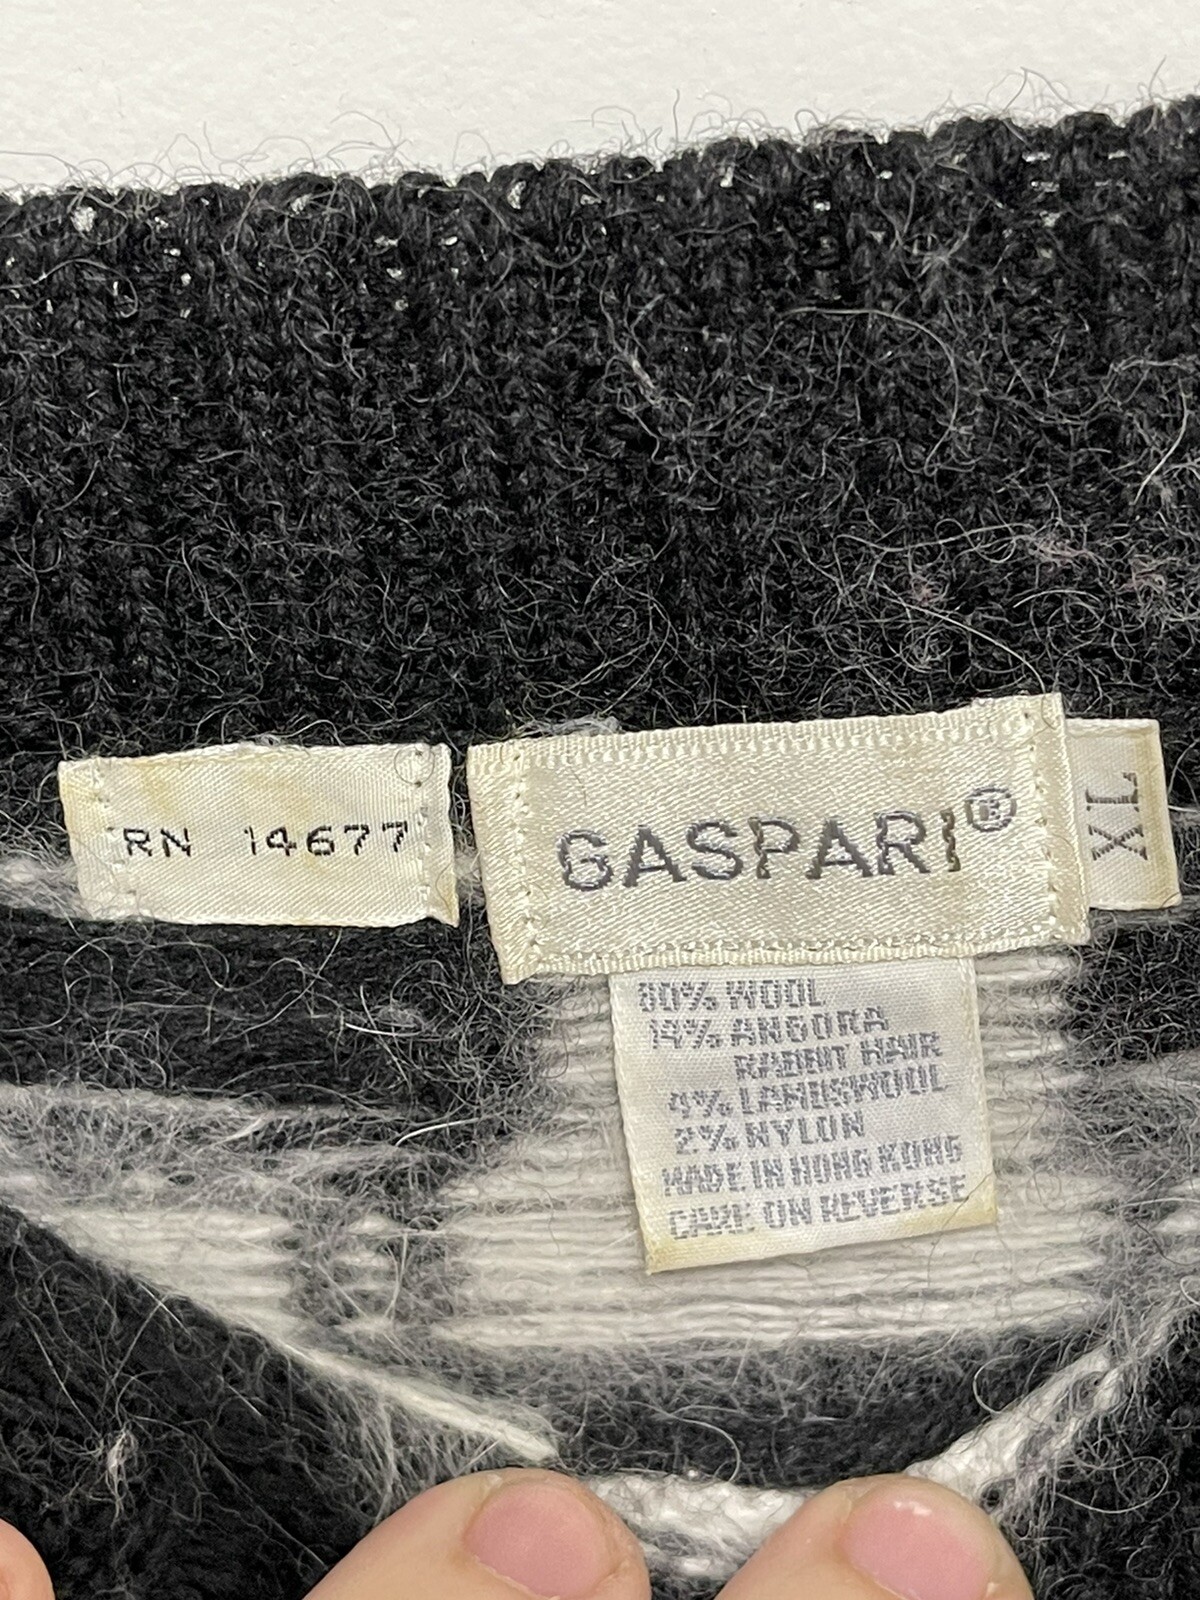 RN 14677
GASPARI®
XL
80% WOOL
14% ANGORA
RABBIT HAIR
4% LAMBSWOOL
2% NYLON
MADE IN HONG KONG
CARE ON REVERSE